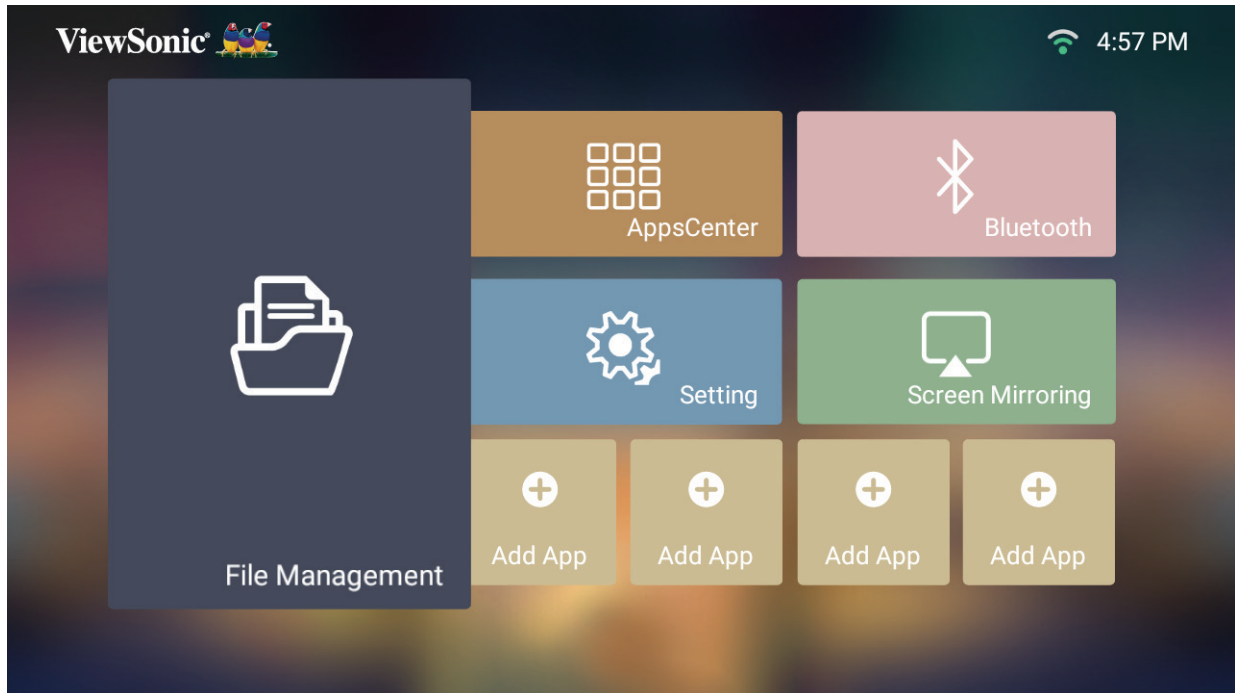 ViewSonic®
4:57 PM
AppsCenter
Bluetooth
Setting
Screen Mirroring
File Management
Add App
Add App
Add App
Add App